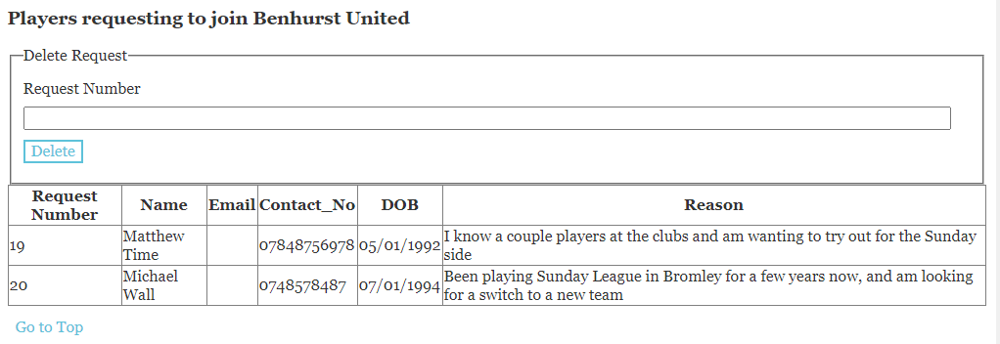 Players requesting to join Benhurst United
Delete Request
Request Number
Delete
Request Number Name Email Contact_No DOB Reason
19 Matthew Time 07848756978 05/01/1992 I know a couple players at the clubs and am wanting to try out for the Sunday side
20 Michael Wall 0748578487 07/01/1994 Been playing Sunday League in Bromley for a few years now, and am looking for a switch to a new team
Go to Top